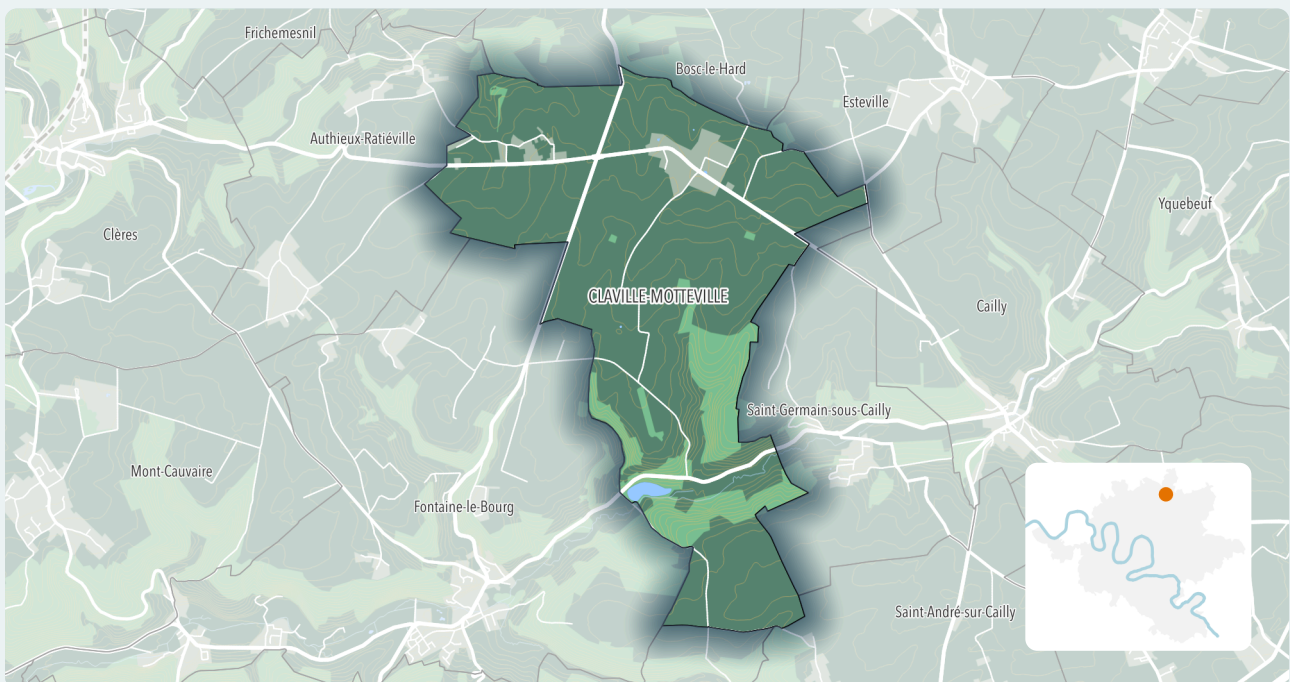 Frichemesnil
Bosc-le-Hard
Esteville
Authieux-Ratiéville
Yquebeuf
Clères
CLAVILLE-MOTTEVILLE
Cailly
Saint-Germain-sous-Cailly
Mont-Cauvaire
Fontaine-le-Bourg
Saint-André-sur-Cailly